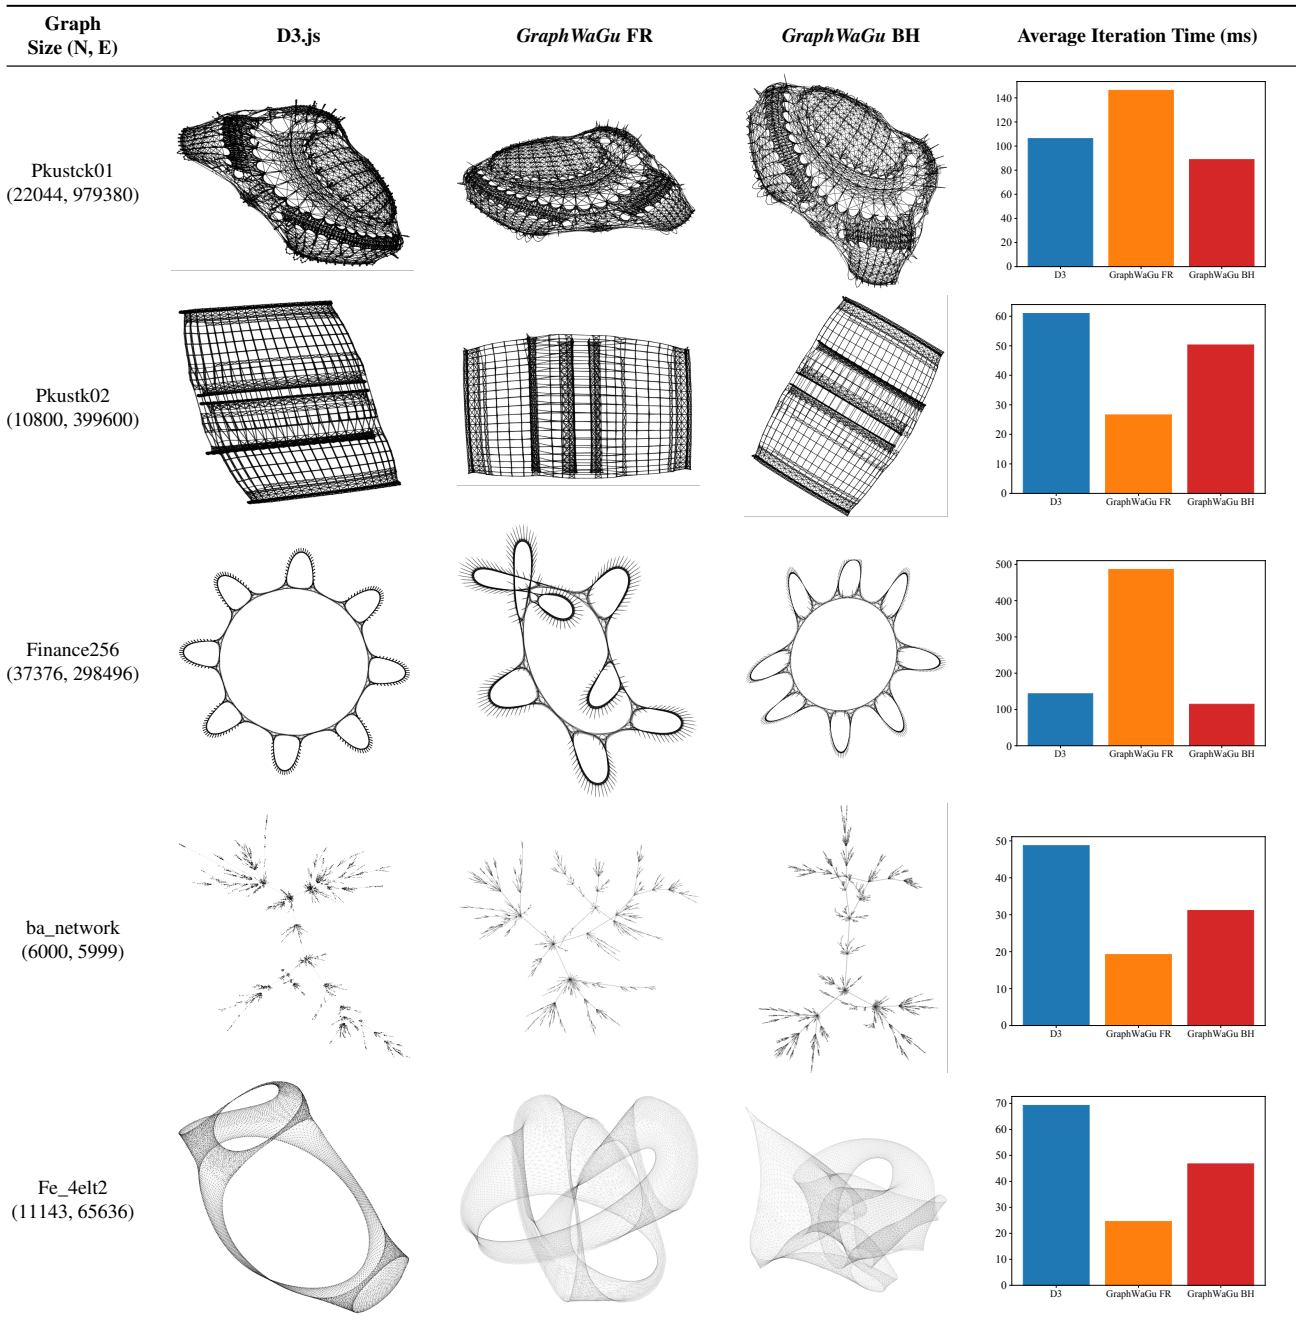 Graph
Size (N, E)
D3.js
GraphWaGu FR
GraphWaGu BH
Average Iteration Time (ms)
Pkustck01
(22044, 979380)
140
120
100
80
60
40
20
0
D3
GraphWaGu FR
GraphWaGu BH
Pkustk02
(10800, 399600)
60
50
40
30
20
10
0
D3
GraphWaGu FR
GraphWaGu BH
Finance256
(37376, 298496)
500
400
300
200
100
0
D3
GraphWaGu FR
GraphWaGu BH
ba_network
(6000, 5999)
50
40
30
20
10
0
D3
GraphWaGu FR
GraphWaGu BH
Fe_4elt2
(11143, 65636)
70
60
50
40
30
20
10
0
D3
GraphWaGu FR
GraphWaGu BH